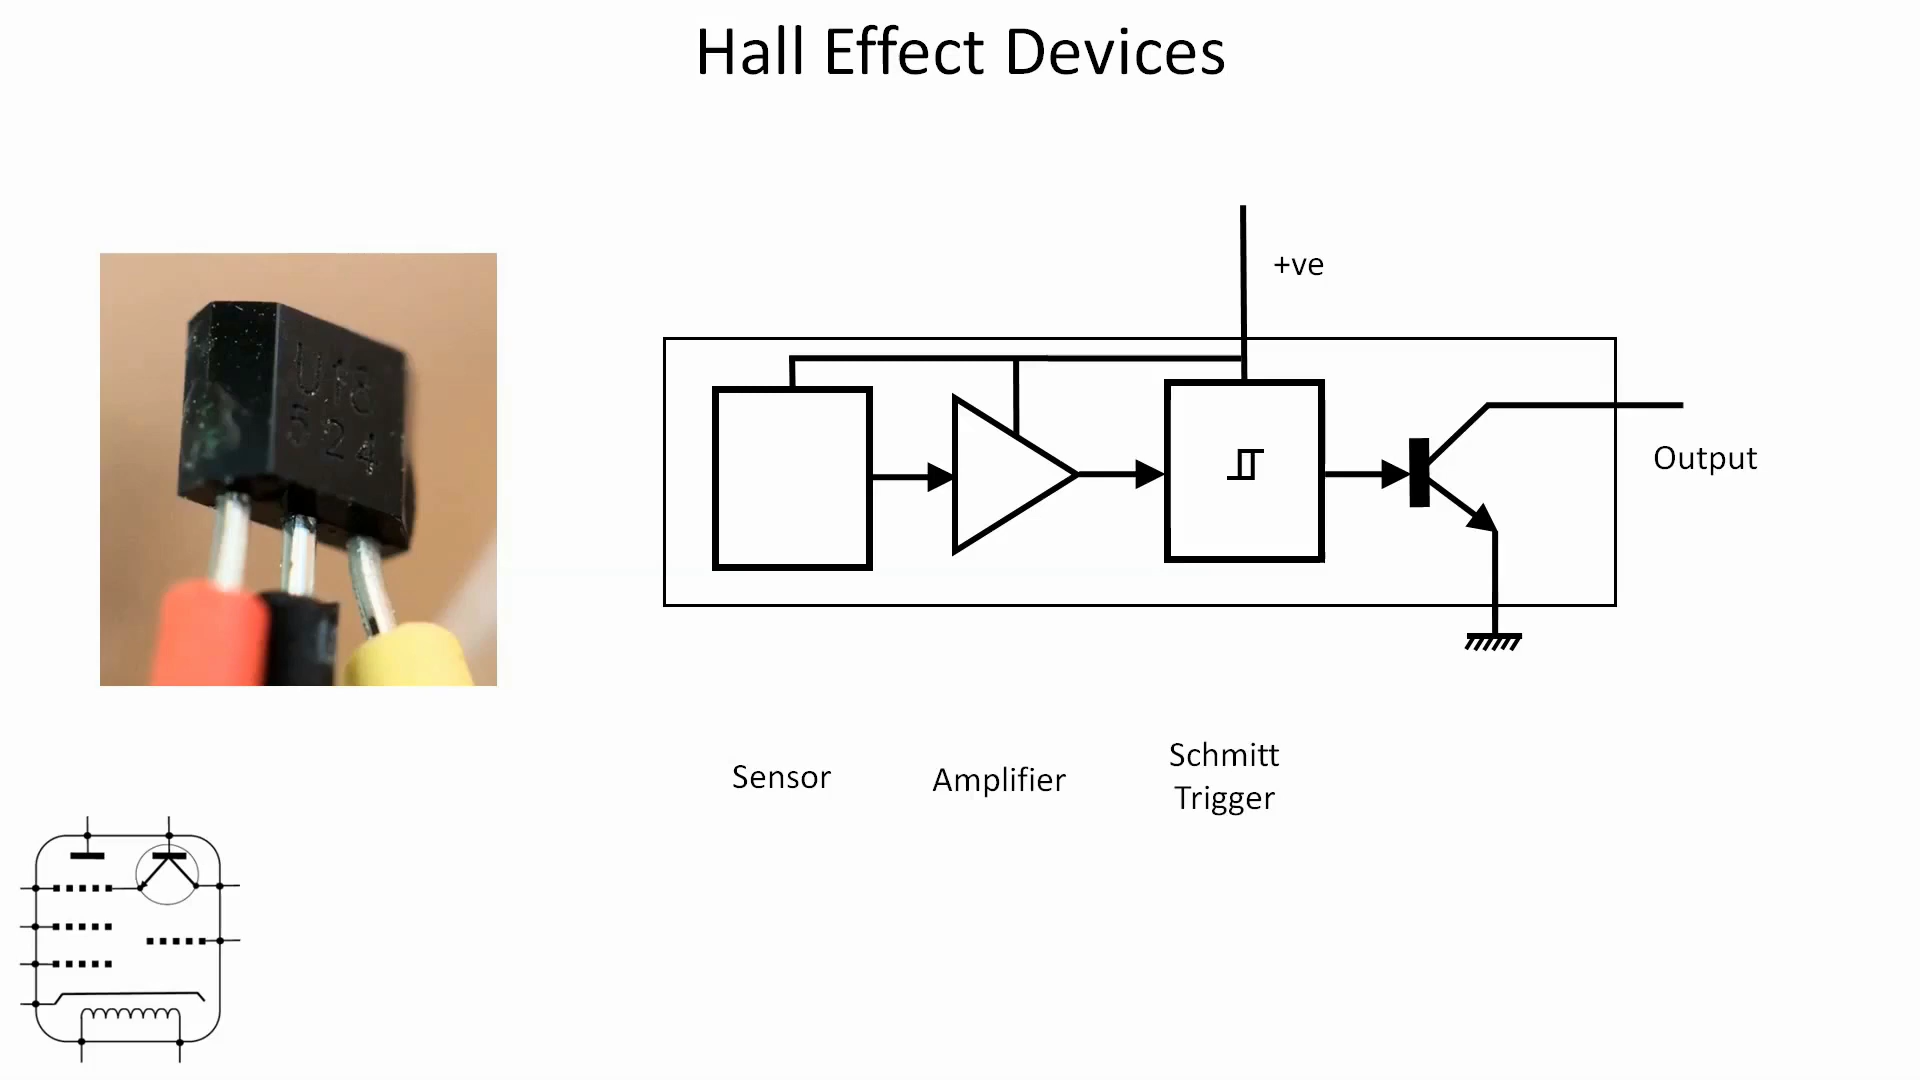 Hall Effect Devices
+ve
U18
524
Output
Sensor
Amplifier
Schmitt
Trigger